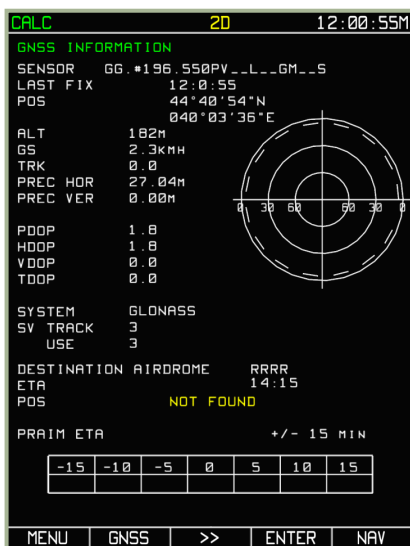 CALC 2D 12:00:55M
GNSS INFORMATION
SENSOR GG.#196.550PV__L__GM__S
LAST FIX 12:0:55
POS 44°40'54"N
040°03'36"E
ALT 182M
GS 2.3KMH
TRK 0.0
PREC HOR 27.04M
PREC VER 0.00M
0 30 60 60 30 0
PDOP 1.8
HDOP 1.8
VDOP 0.0
TDOP 0.0
SYSTEM GLONASS
SV TRACK 3
USE 3
DESTINATION AIRDROME RRRR
ETA 14:15
POS NOT FOUND
PRAIM ETA +/- 15 MIN
-15 -10 -5 0 5 10 15
MENU GNSS >> ENTER NAV